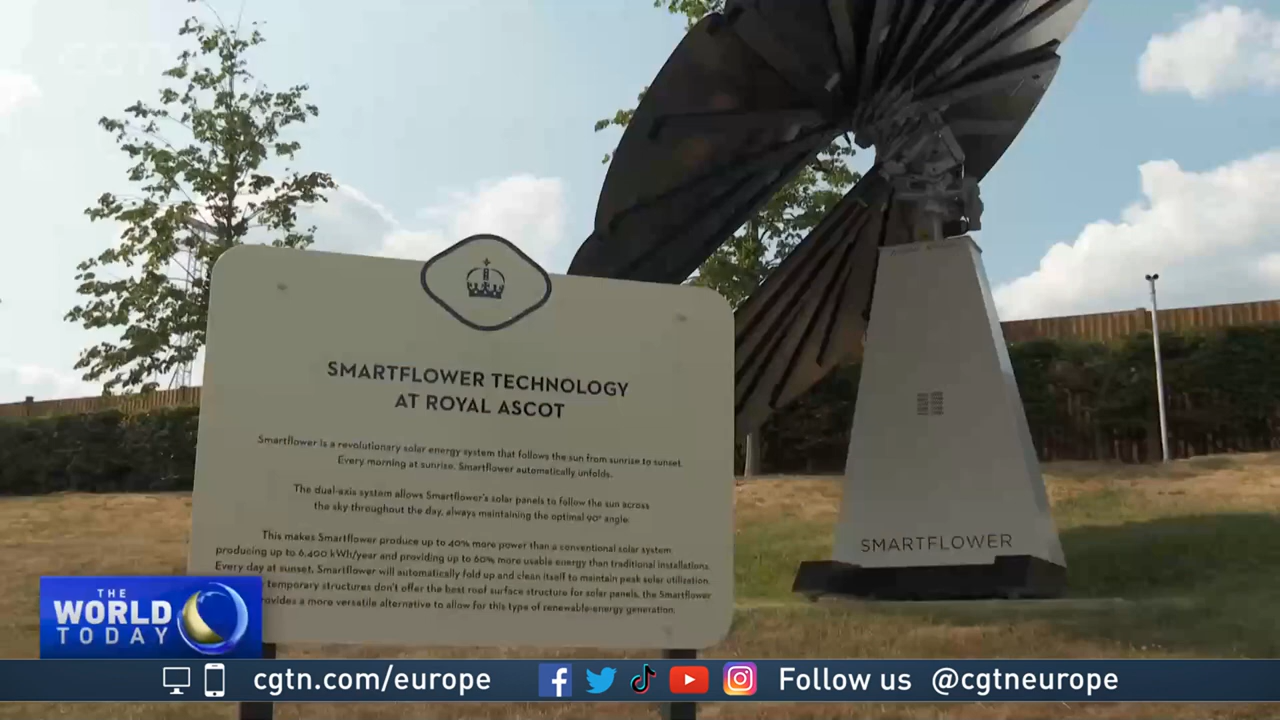 CGTN
SMARTFLOWER TECHNOLOGY
AT ROYAL ASCOT
Smartflower is a revolutionary solar energy system that follows the sun from sunrise to sunset.
Every morning at sunrise, Smartflower automatically unfolds.
The dual-axis system allows Smartflower's solar panels to follow the sun across
the sky throughout the day, always maintaining the optimal 90° angle.
This makes Smartflower produce up to 40% more power than a conventional solar system
producing up to 6,400 kWh/year and providing up to 60% more usable energy than traditional installations.
Every day at sunset, Smartflower will automatically fold up and clean itself to maintain peak solar utilization.
temporary structures don't offer the best roof surface structure for solar panels, the Smartflower
ovides a more versatile alternative to allow for this type of renewable-energy generation.
SMARTFLOWER
THE
WORLD
TODAY
cgtn.com/europe
Follow us @cgtneurope